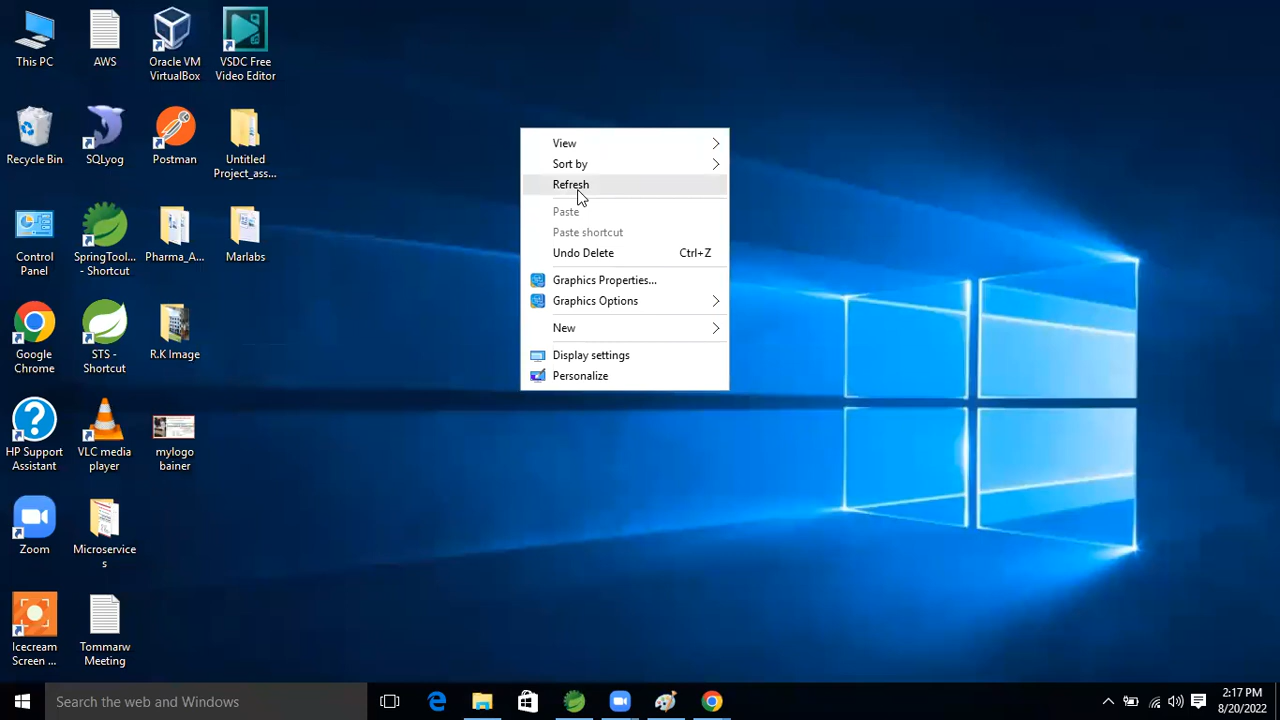 This PC
AWS
Oracle VM
VirtualBox
VSDC Free
Video Editor
Recycle Bin
SQLyog
Postman
Untitled
Project_ass...
Control
Panel
SpringTool...
- Shortcut
Pharma_A...
Marlabs
Google
Chrome
STS -
Shortcut
R.K Image
HP Support
Assistant
VLC media
player
mylogo
bainer
Zoom
Microservice
s
Icecream
Screen ...
Tommarw
Meeting
View
Sort by
Refresh
Paste
Paste shortcut
Undo Delete Ctrl+Z
Graphics Properties...
Graphics Options
New
Display settings
Personalize
Search the web and Windows
2:17 PM
8/20/2022